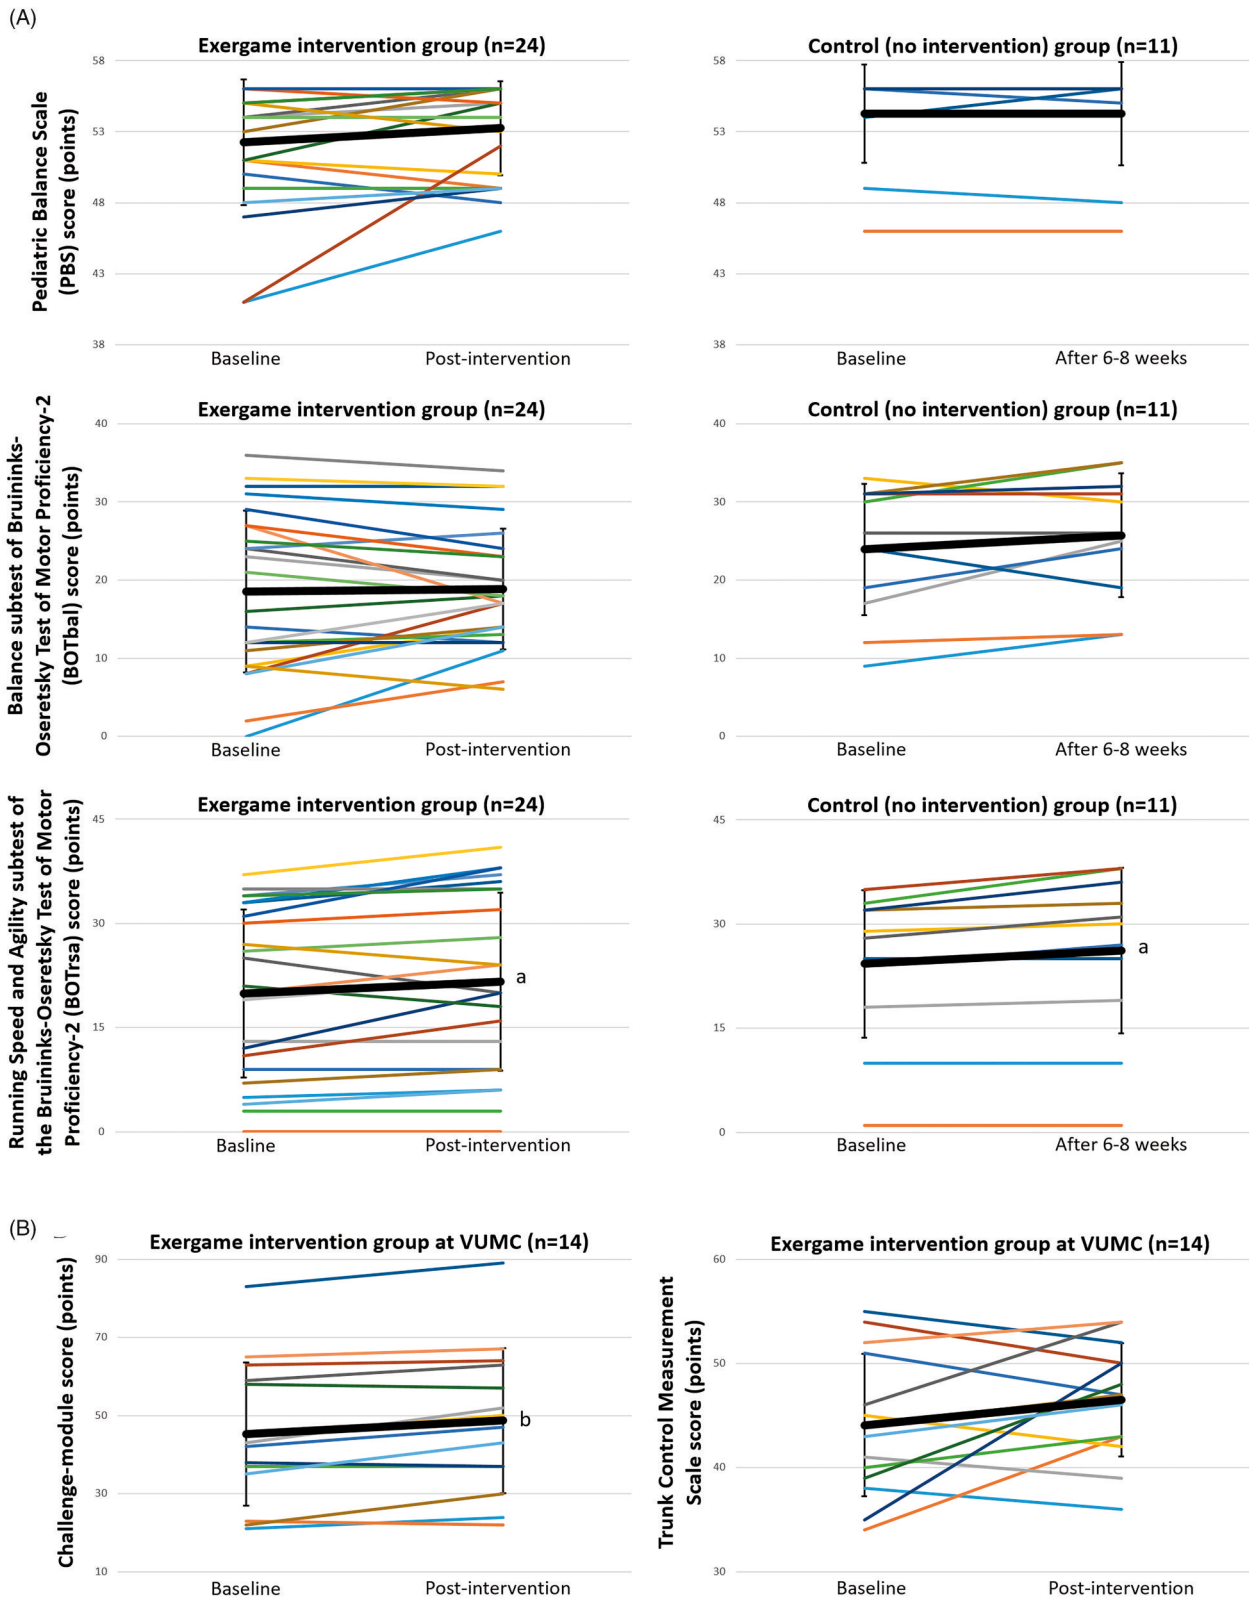 (A)
Exergame intervention group (n=24)
Control (no intervention) group (n=11)
Pediatric Balance Scale
(PBS) score (points)
58
53
48
43
38
Baseline
Post-intervention
58
53
48
43
38
Baseline
After 6-8 weeks
Exergame intervention group (n=24)
Control (no intervention) group (n=11)
Balance subtest of Bruininks-
Oseretsky Test of Motor Proficiency-2
(BOTbal) score (points)
40
30
20
10
0
Baseline
Post-intervention
40
30
20
10
0
Baseline
After 6-8 weeks
Exergame intervention group (n=24)
Control (no intervention) group (n=11)
Running Speed and Agility subtest of
the Bruininks-Oseretsky Test of Motor
Proficiency-2 (BOTrsa) score (points)
45
30
15
0
a
Basline
Post-intervention
45
30
15
0
a
Baseline
After 6-8 weeks
(B)
Exergame intervention group at VUMC (n=14)
Exergame intervention group at VUMC (n=14)
Challenge-module score (points)
90
70
50
30
10
b
Baseline
Post-intervention
Trunk Control Measurement
Scale score (points)
60
50
40
30
Baseline
Post-intervention